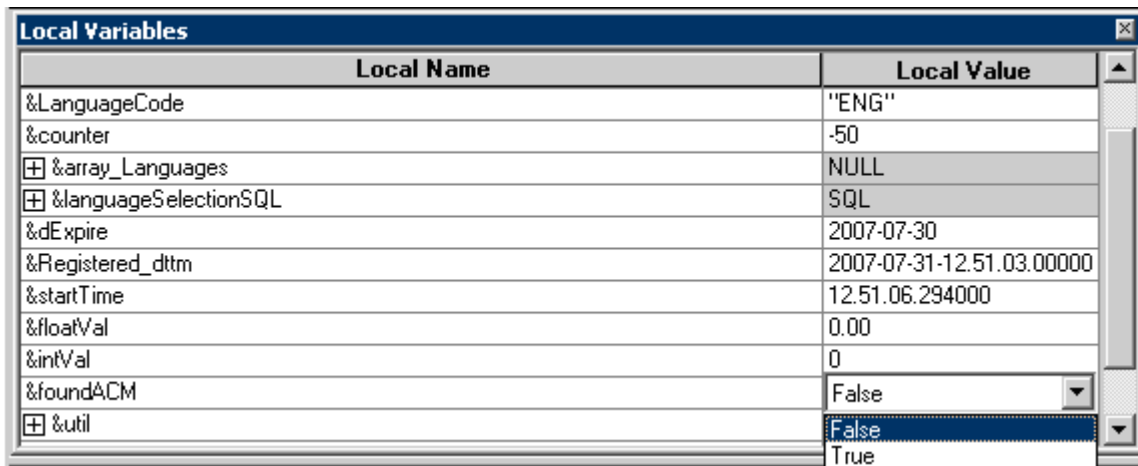 Local Variables
Local Name Local Value
&LanguageCode "ENG"
&counter -50
&array_Languages NULL
&languageSelectionSQL SQL
&dExpire 2007-07-30
&Registered_dttm 2007-07-31-12.51.03.00000
&startTime 12.51.06.294000
&floatVal 0.00
&intVal 0
&foundACM False
&util False
True